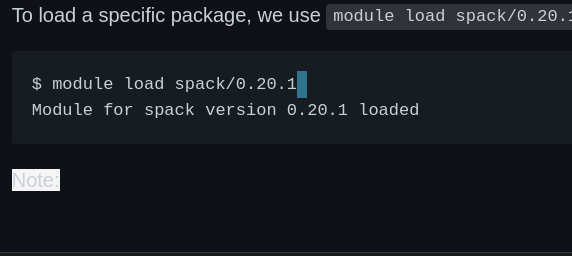 To load a specific package, we use module load spack/0.20.1
$ module load spack/0.20.1
Module for spack version 0.20.1 loaded
Note: